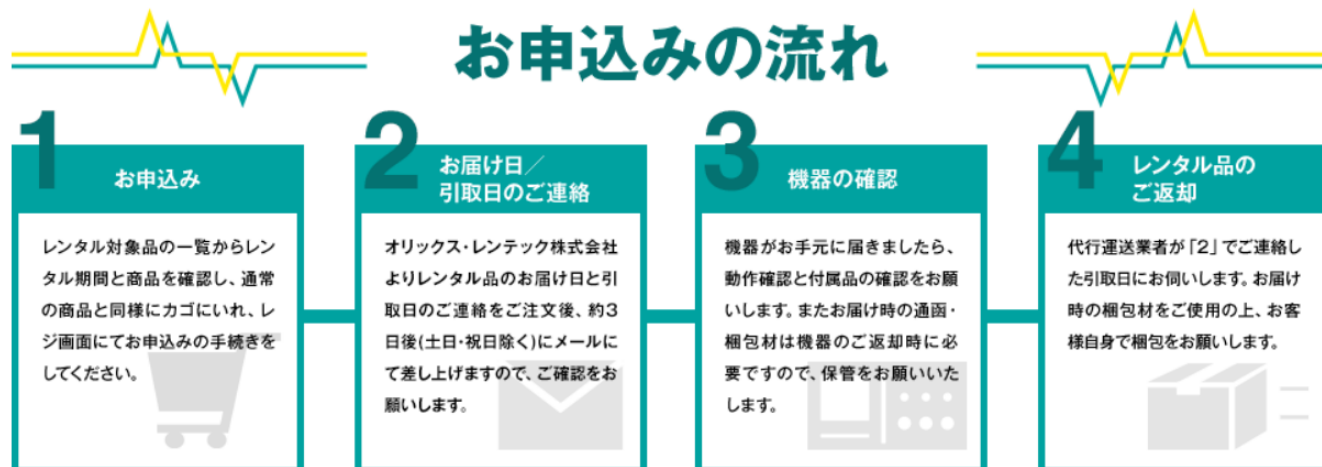 お申込みの流れ
1
お申込み
レンタル対象品の一覧からレン
タル期間と商品を確認し、通常
の商品と同様にカゴにいれ、レ
ジ画面にてお申込みの手続きを
してください。
2
お届け日／
引取日のご連絡
オリックス・レンテック株式会社
よりレンタル品のお届け日と引
取日のご連絡をご注文後、約3
日後(土日・祝日除く)にメールに
て差し上げますので、ご確認をお
願いします。
3
機器の確認
機器がお手元に届きましたら、
動作確認と付属品の確認をお願
いします。またお届け時の通函・
梱包材は機器のご返却時に必
要ですので、保管をお願いいた
します。
4
レンタル品の
ご返却
代行運送業者が「2」でご連絡し
た引取日にお伺いします。お届け
時の梱包材をご使用の上、お客
様自身で梱包をお願いします。